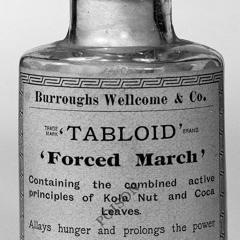 Burroughs Wellcome & Co.
TRADE MARK 'TABLOID' BRAND
'Forced March'
Containing the combined active
principles of Kola Nut and Coca
Leaves.
Allays hunger and prolongs the power